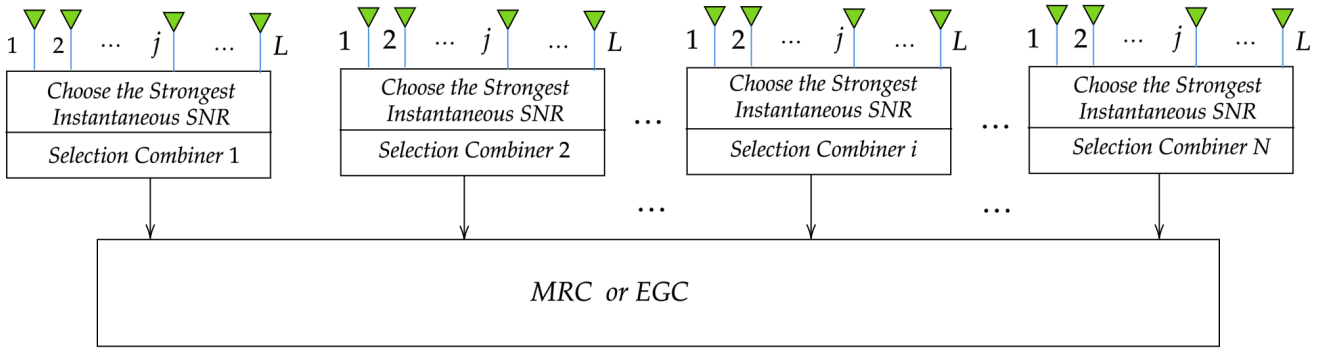 1 2 ... j ... L 1 2 ... j ... L 1 2 ... j ... L 1 2 ... j ... L
Choose the Strongest
Instantaneous SNR
Selection Combiner 1
Choose the Strongest
Instantaneous SNR
Selection Combiner 2
...
Choose the Strongest
Instantaneous SNR
Selection Combiner i
...
Choose the Strongest
Instantaneous SNR
Selection Combiner N
... ...
MRC or EGC